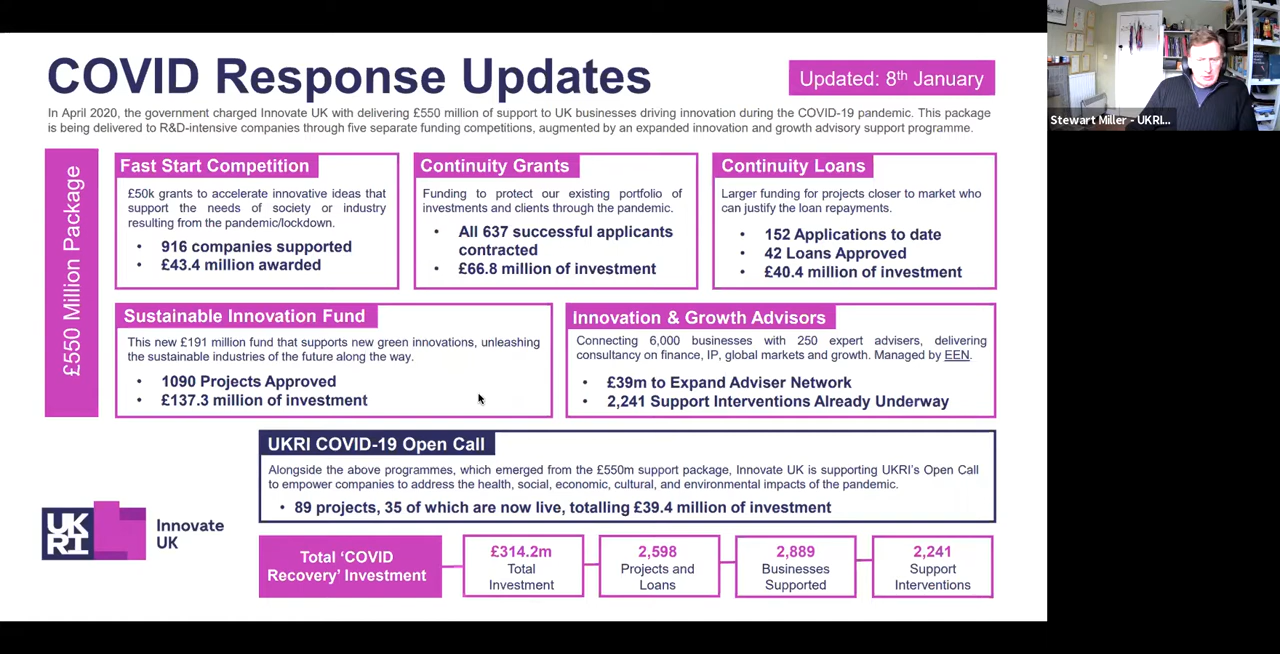 COVID Response Updates
Updated: 8th January
In April 2020, the government charged Innovate UK with delivering £550 million of support to UK businesses driving innovation during the COVID-19 pandemic. This package
is being delivered to R&D-intensive companies through five separate funding competitions, augmented by an expanded innovation and growth advisory support programme.
£550 Million Package
Fast Start Competition
£50k grants to accelerate innovative ideas that
support the needs of society or industry
resulting from the pandemic/lockdown.
• 916 companies supported
• £43.4 million awarded
Continuity Grants
Funding to protect our existing portfolio of
investments and clients through the pandemic.
• All 637 successful applicants
contracted
• £66.8 million of investment
Continuity Loans
Larger funding for projects closer to market who
can justify the loan repayments.
• 152 Applications to date
• 42 Loans Approved
• £40.4 million of investment
Sustainable Innovation Fund
This new £191 million fund that supports new green innovations, unleashing
the sustainable industries of the future along the way.
• 1090 Projects Approved
• £137.3 million of investment
Innovation & Growth Advisors
Connecting 6,000 businesses with 250 expert advisers, delivering
consultancy on finance, IP, global markets and growth. Managed by EEN.
• £39m to Expand Adviser Network
• 2,241 Support Interventions Already Underway
UKRI COVID-19 Open Call
Alongside the above programmes, which emerged from the £550m support package, Innovate UK is supporting UKRI's Open Call
to empower companies to address the health, social, economic, cultural, and environmental impacts of the pandemic.
• 89 projects, 35 of which are now live, totalling £39.4 million of investment
UK
RI
Innovate
UK
Total 'COVID
Recovery' Investment
£314.2m
Total
Investment
2,598
Projects and
Loans
2,889
Businesses
Supported
2,241
Support
Interventions
Stewart Miller - UKRI...